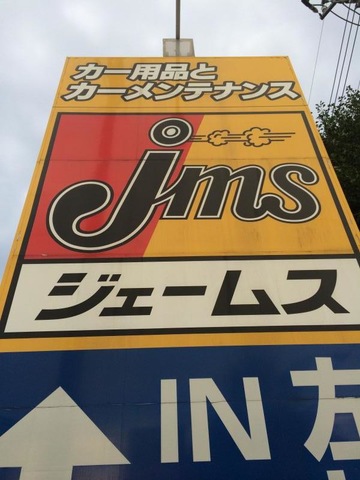 カー用品と
カーメンテナンス
jms
ジェームス
IN 左